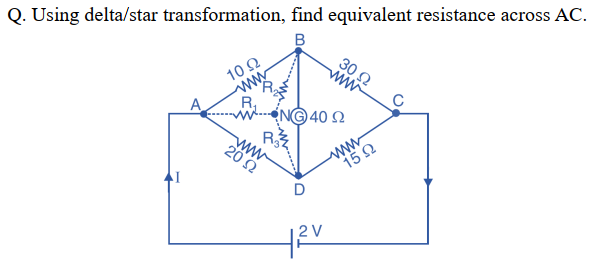 Q. Using delta/star transformation, find equivalent resistance across AC.
B
10 Ω
30 Ω
R₂
A
R₁
N
G
40 Ω
C
R₃
20 Ω
15 Ω
I
D
2 V